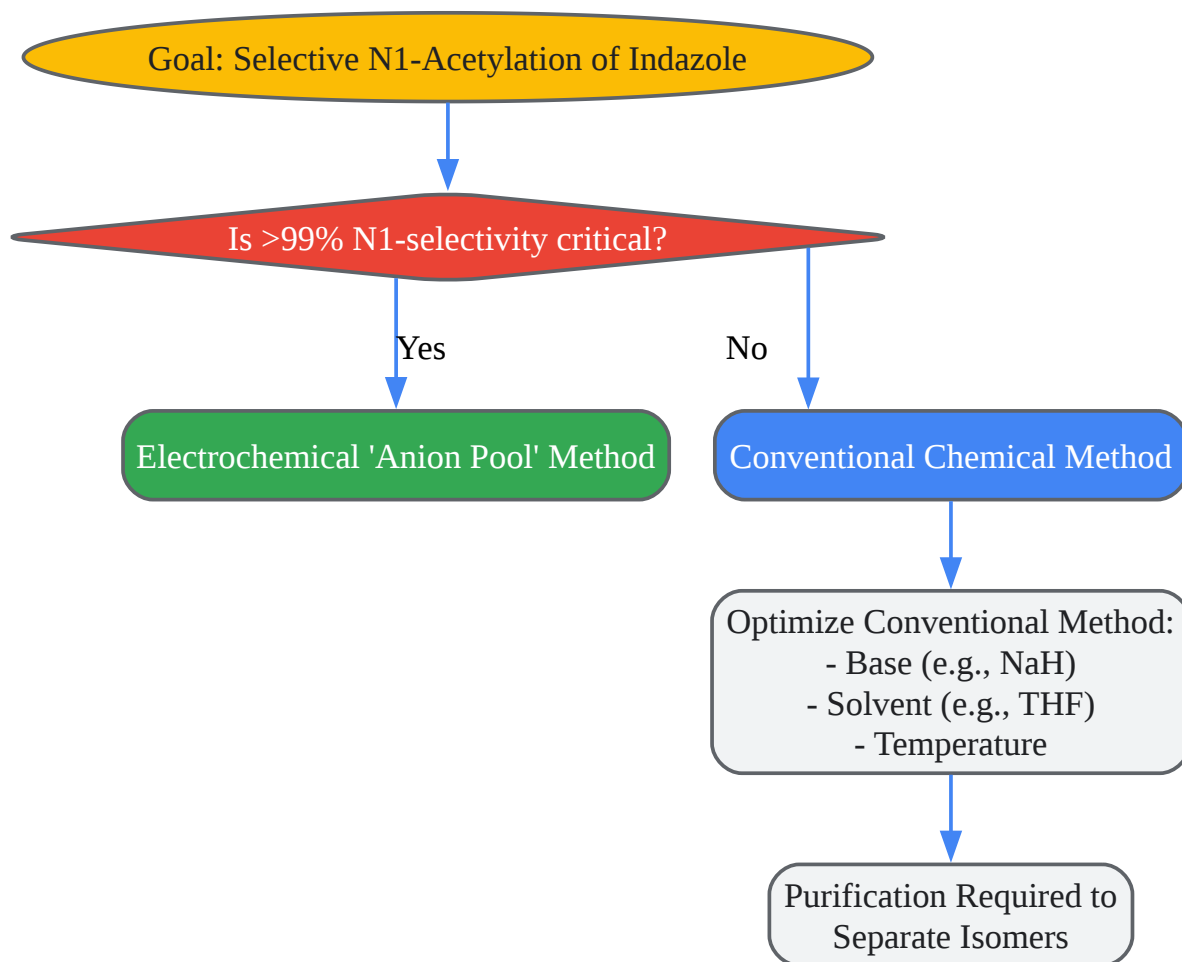 Goal: Selective N1-Acetylation of Indazole
Is >99% N1-selectivity critical?
Yes
No
Electrochemical 'Anion Pool' Method
Conventional Chemical Method
Optimize Conventional Method:
- Base (e.g., NaH)
- Solvent (e.g., THF)
- Temperature
Purification Required to
Separate Isomers